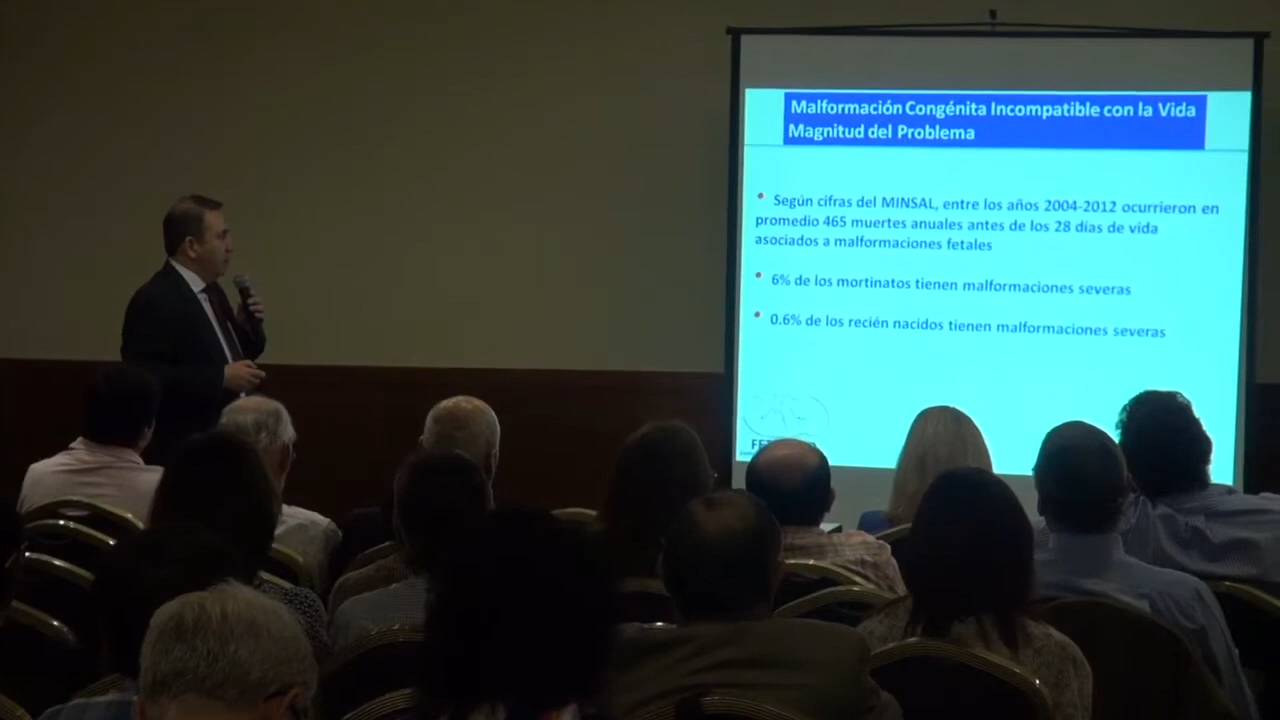 Malformación Congénita Incompatible con la Vida
Magnitud del Problema
• Según cifras del MINSAL, entre los años 2004-2012 ocurrieron en
promedio 465 muertes anuales antes de los 28 días de vida
asociados a malformaciones fetales
• 6% de los mortinatos tienen malformaciones severas
• 0.6% de los recién nacidos tienen malformaciones severas